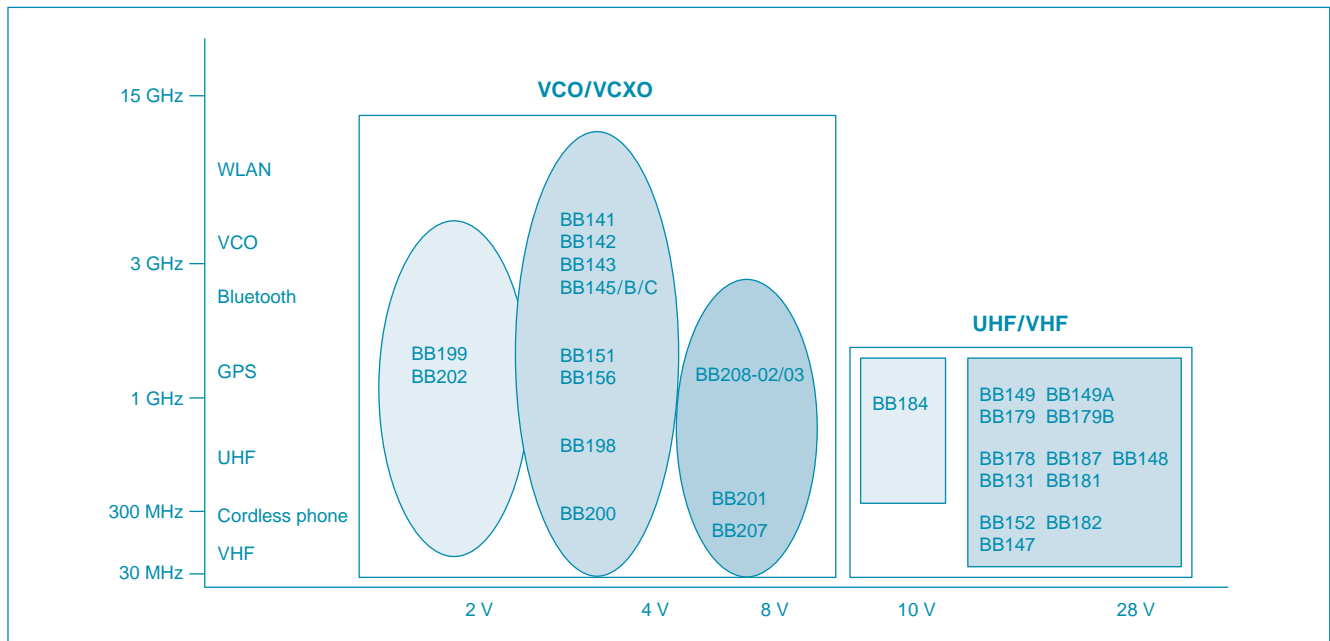 VCO/VCXO
15 GHz
WLAN
VCO
3 GHz
Bluetooth
GPS
1 GHz
UHF
300 MHz
Cordless phone
VHF
30 MHz
BB199
BB202
BB141
BB142
BB143
BB145/B/C
BB151
BB156
BB198
BB200
BB208-02/03
BB201
BB207
UHF/VHF
BB184
BB149 BB149A
BB179 BB179B
BB178 BB187 BB148
BB131 BB181
BB152 BB182
BB147
2 V 4 V 8 V 10 V 28 V